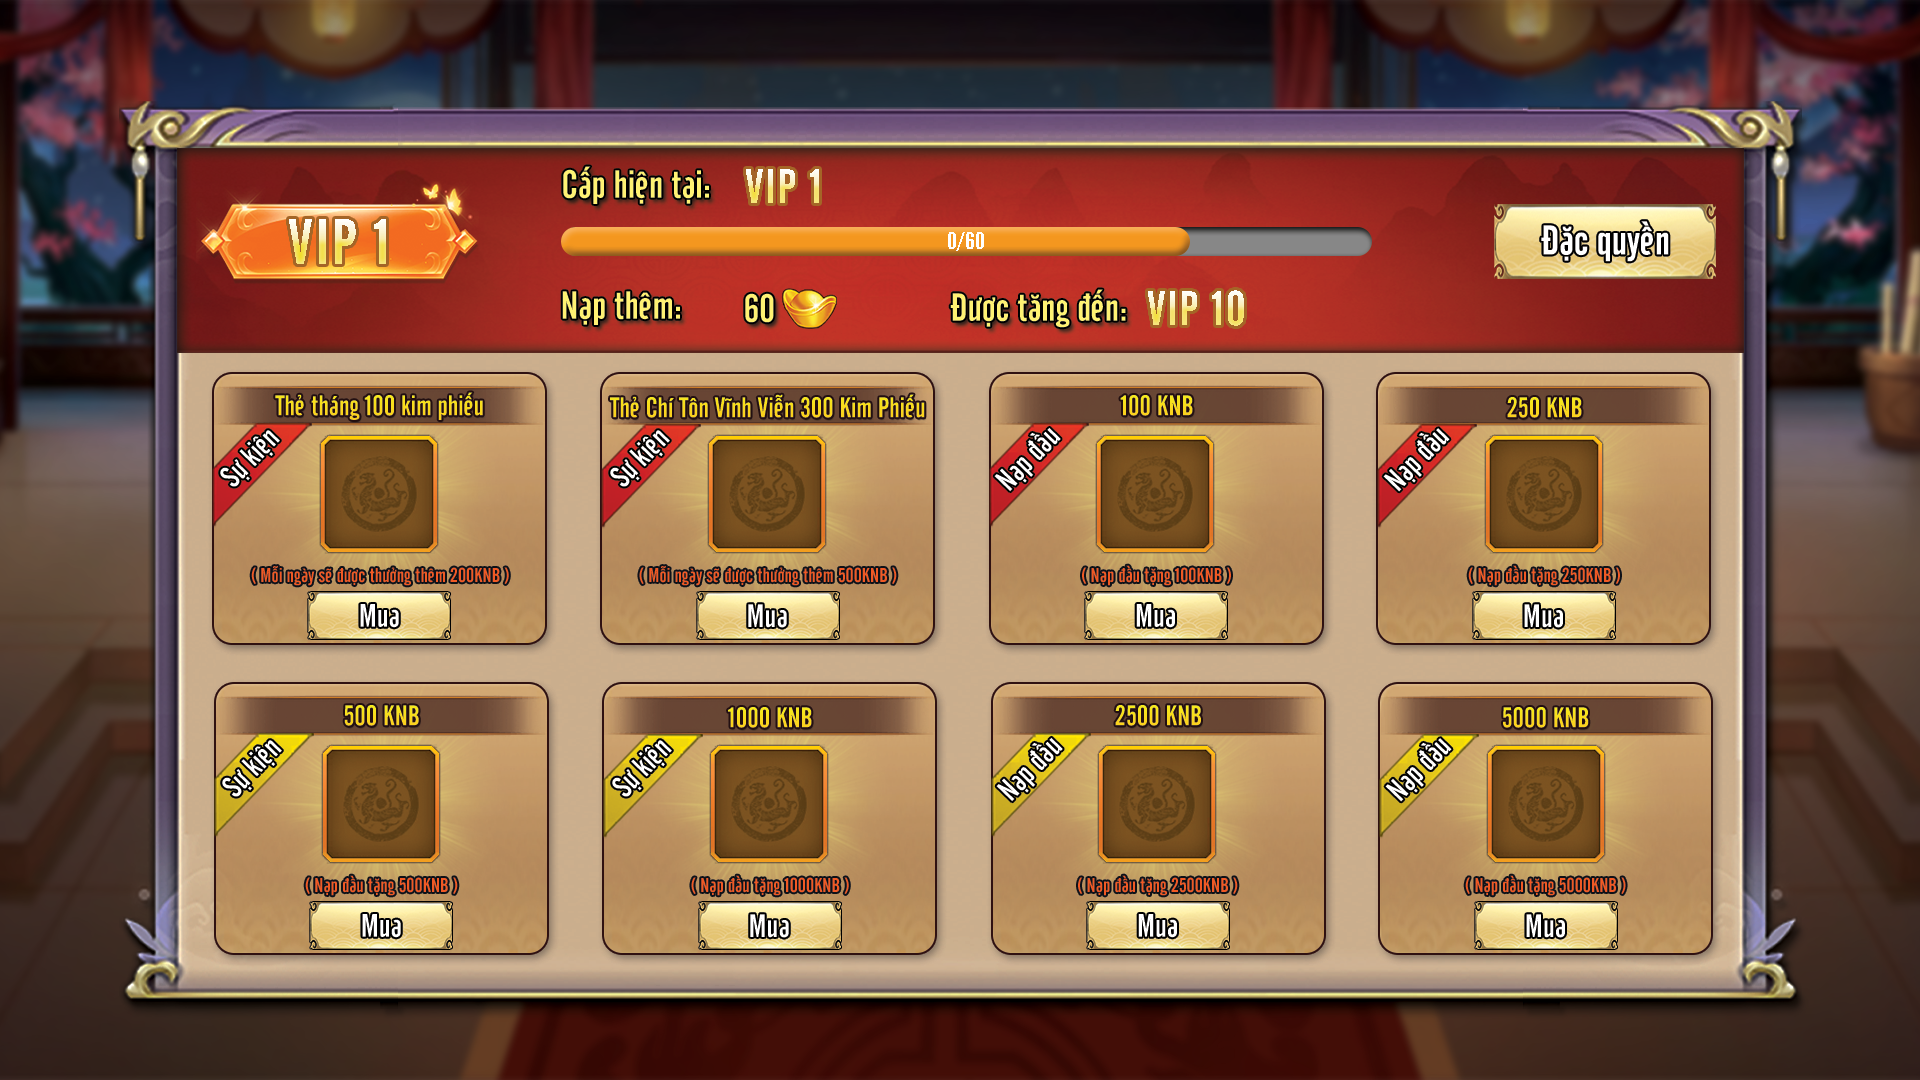 VIP 1
Cấp hiện tại: VIP 1
0/60
Nạp thêm: 60 Được tăng đến: VIP 10
Đặc quyền
Thẻ tháng 100 kim phiếu
Sự kiện
( Mỗi ngày sẽ được thưởng thêm 200KNB )
Mua
Thẻ Chí Tôn Vĩnh Viễn 300 Kim Phiếu
Sự kiện
( Mỗi ngày sẽ được thưởng thêm 500KNB )
Mua
100 KNB
Nạp đầu
( Nạp đầu tặng 100KNB )
Mua
250 KNB
Nạp đầu
( Nạp đầu tặng 250KNB )
Mua
500 KNB
Sự kiện
( Nạp đầu tặng 500KNB )
Mua
1000 KNB
Sự kiện
( Nạp đầu tặng 1000KNB )
Mua
2500 KNB
Nạp đầu
( Nạp đầu tặng 2500KNB )
Mua
5000 KNB
Nạp đầu
( Nạp đầu tặng 5000KNB )
Mua